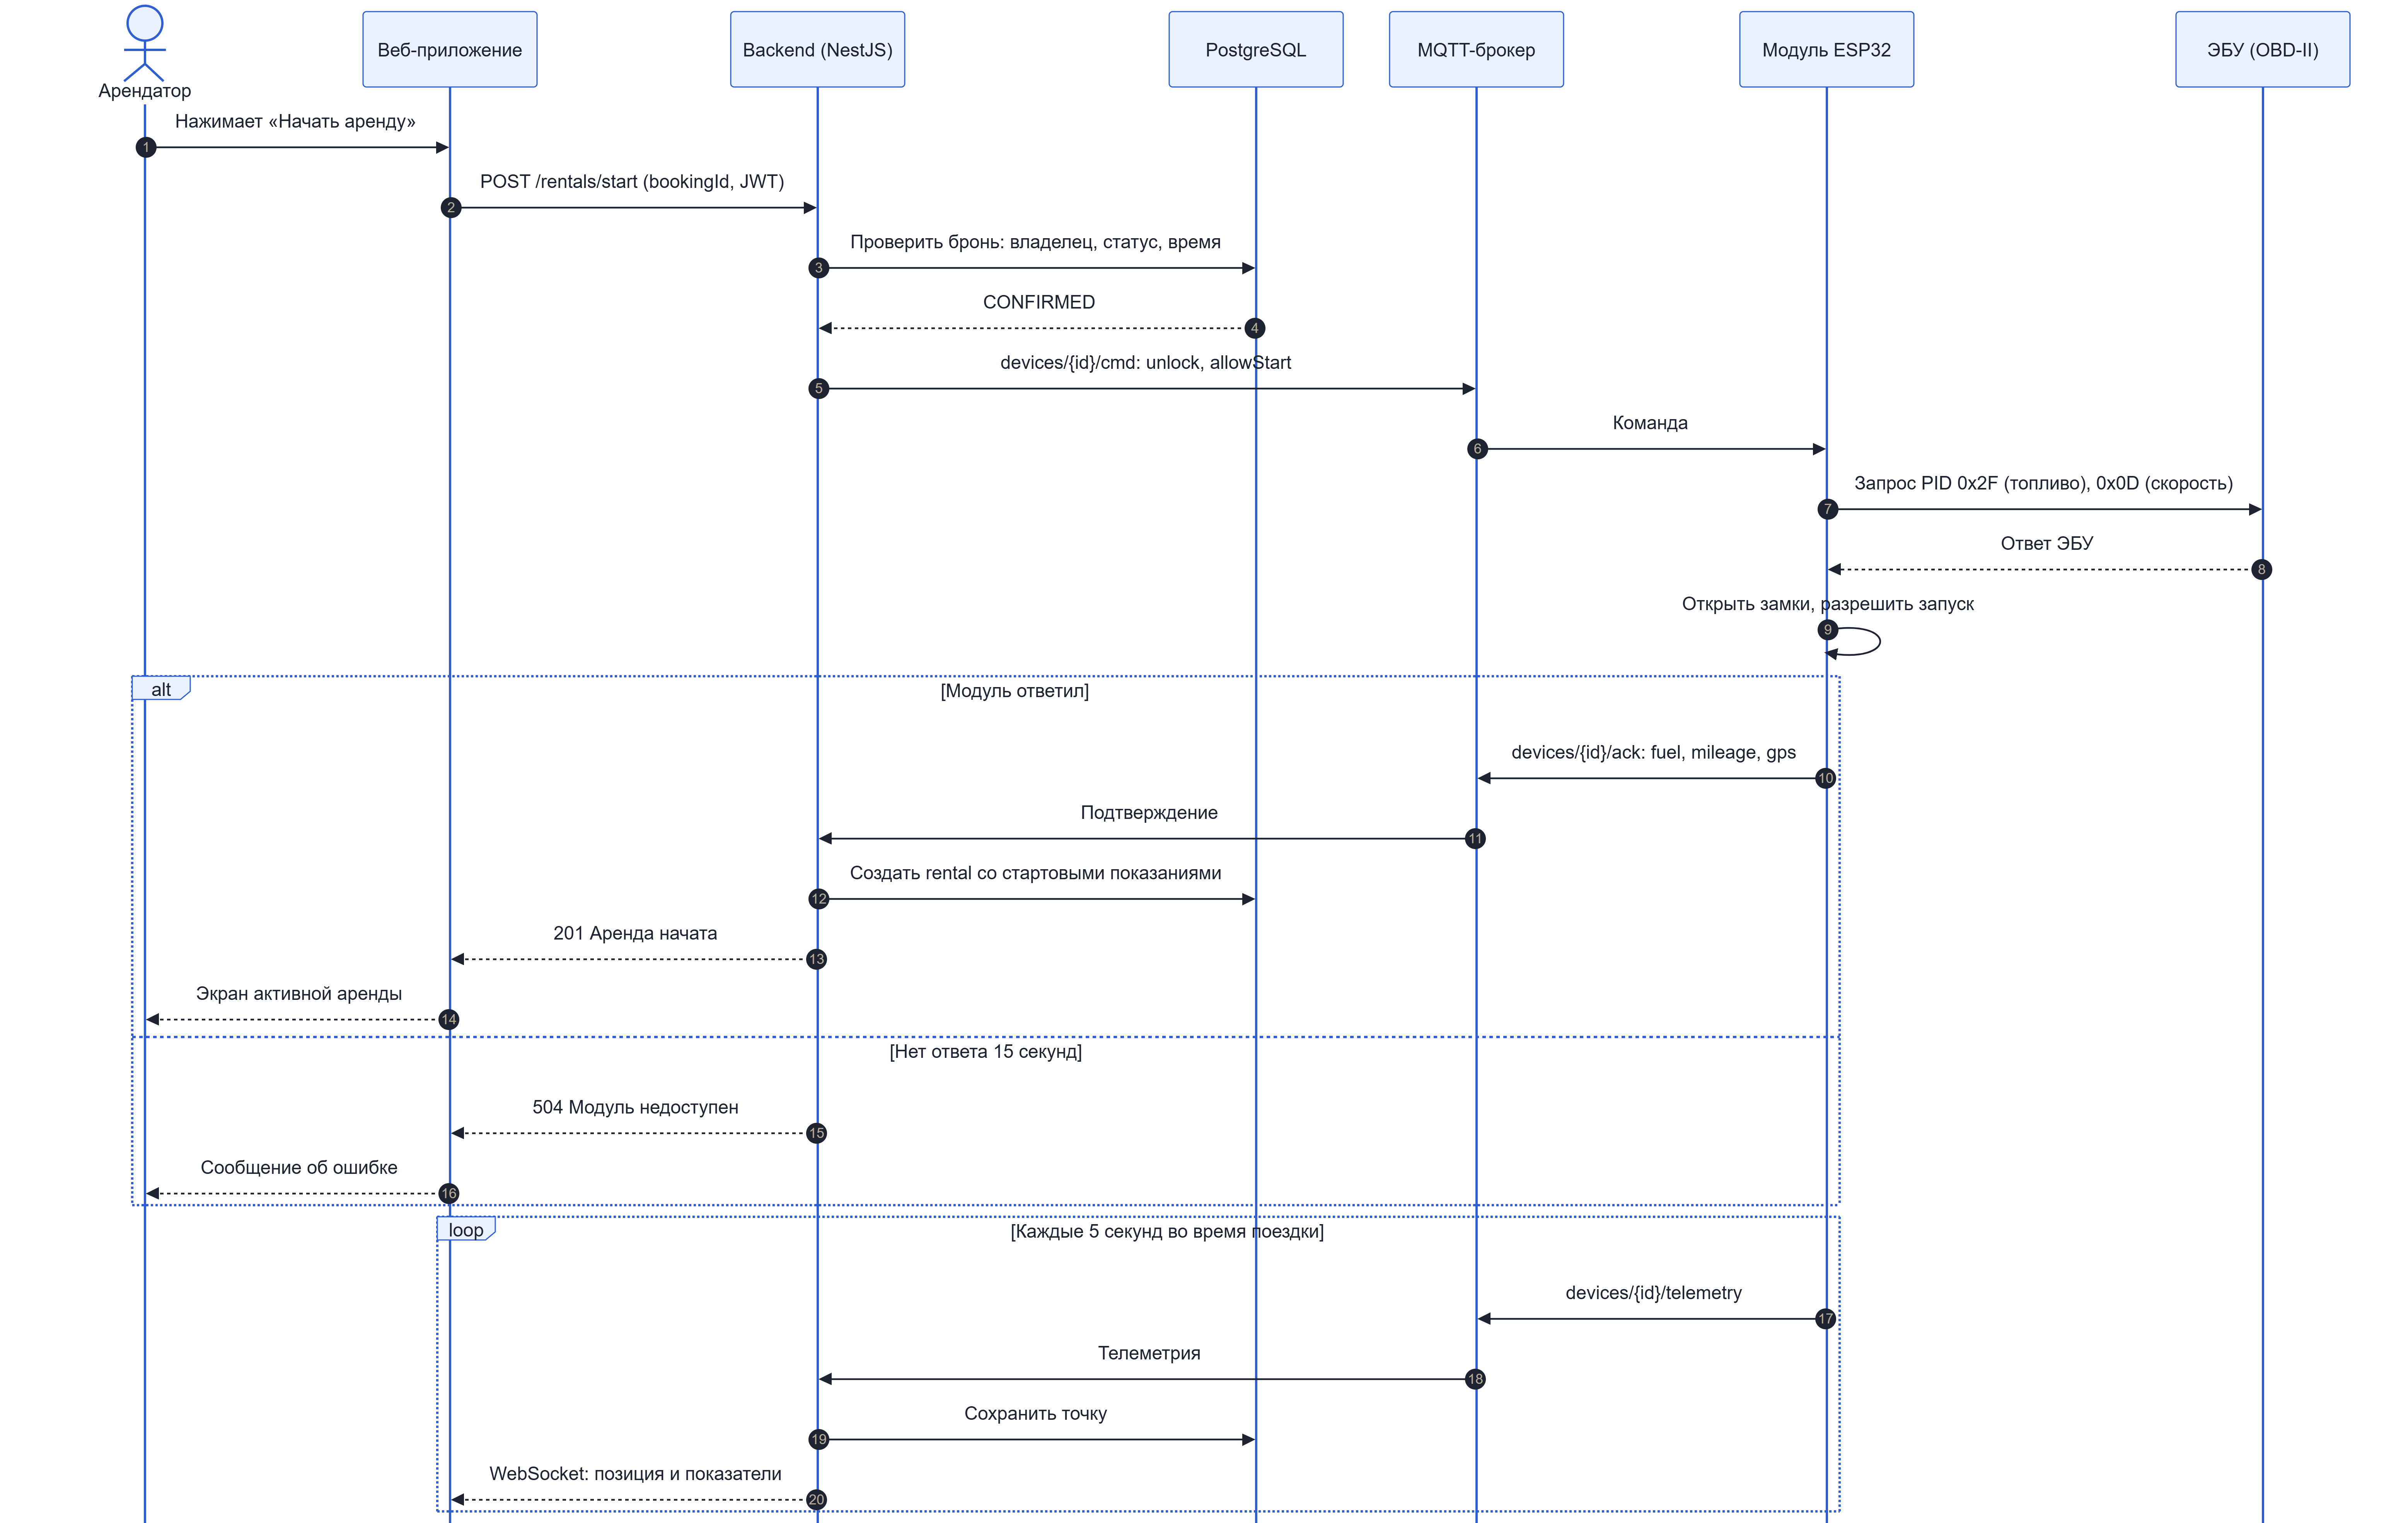 Арендатор
Веб-приложение
Backend (NestJS)
PostgreSQL
MQTT-брокер
Модуль ESP32
ЭБУ (OBD-II)
Нажимает «Начать аренду»
1
POST /rentals/start (bookingId, JWT)
2
Проверить бронь: владелец, статус, время
3
CONFIRMED
4
devices/{id}/cmd: unlock, allowStart
5
Команда
6
Запрос PID 0x2F (топливо), 0x0D (скорость)
7
Ответ ЭБУ
8
Открыть замки, разрешить запуск
9
alt
[Модуль ответил]
devices/{id}/ack: fuel, mileage, gps
10
Подтверждение
11
Создать rental со стартовыми показаниями
12
201 Аренда начата
13
Экран активной аренды
14
[Нет ответа 15 секунд]
504 Модуль недоступен
15
Сообщение об ошибке
16
loop
[Каждые 5 секунд во время поездки]
devices/{id}/telemetry
17
Телеметрия
18
Сохранить точку
19
WebSocket: позиция и показатели
20